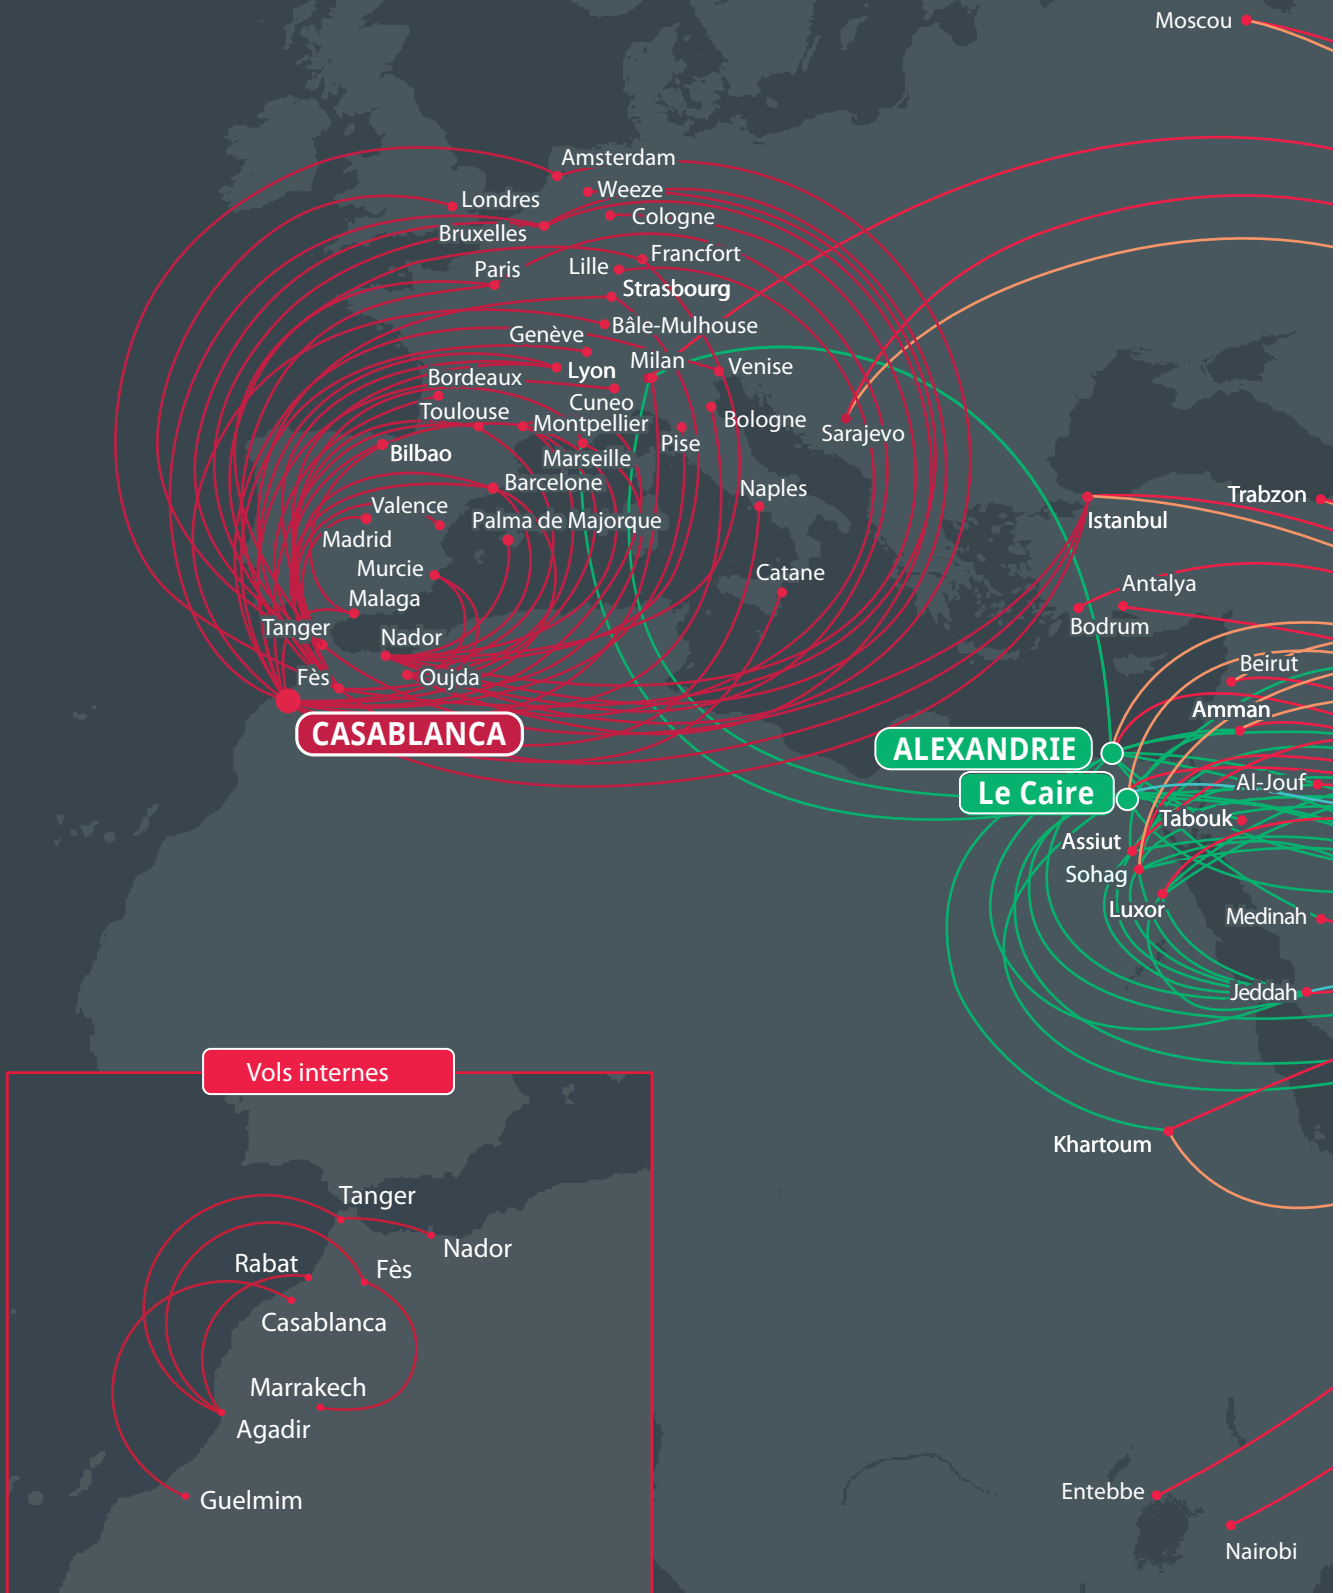 Moscou
Amsterdam
Weeze
Londres
Cologne
Bruxelles
Francfort
Lille
Paris
Strasbourg
Bâle-Mulhouse
Genève
Milan
Venise
Lyon
Bordeaux
Cuneo
Toulouse
Montpellier
Bologne
Sarajevo
Pise
Bilbao
Marseille
Barcelone
Naples
Trabzon
Valence
Palma de Majorque
Istanbul
Madrid
Murcie
Catane
Antalya
Malaga
Tanger
Bodrum
Nador
Beirut
Fès
Oujda
Amman
CASABLANCA
ALEXANDRIE
Al-Jouf
Le Caire
Tabouk
Assiut
Sohag
Luxor
Medinah
Jeddah
Vols internes
Khartoum
Tanger
Nador
Rabat
Fès
Casablanca
Marrakech
Agadir
Entebbe
Guelmim
Nairobi